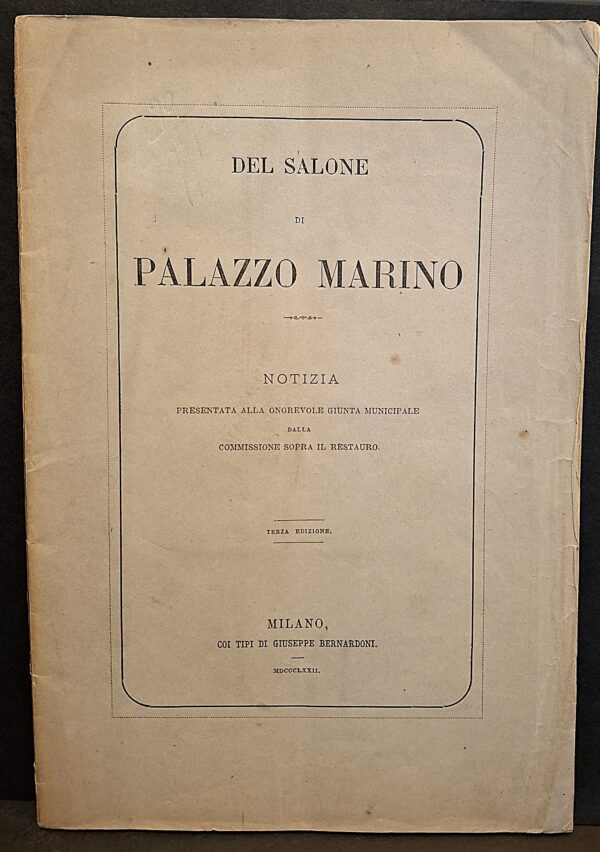 DEL SALONE
DI
PALAZZO MARINO
NOTIZIA
PRESENTATA ALLA ONOREVOLE GIUNTA MUNICIPALE
DALLA
COMMISSIONE SOPRA IL RESTAURO.
TERZA EDIZIONE.
MILANO,
COI TIPI DI GIUSEPPE BERNARDONI.
MDCCCLXXII.